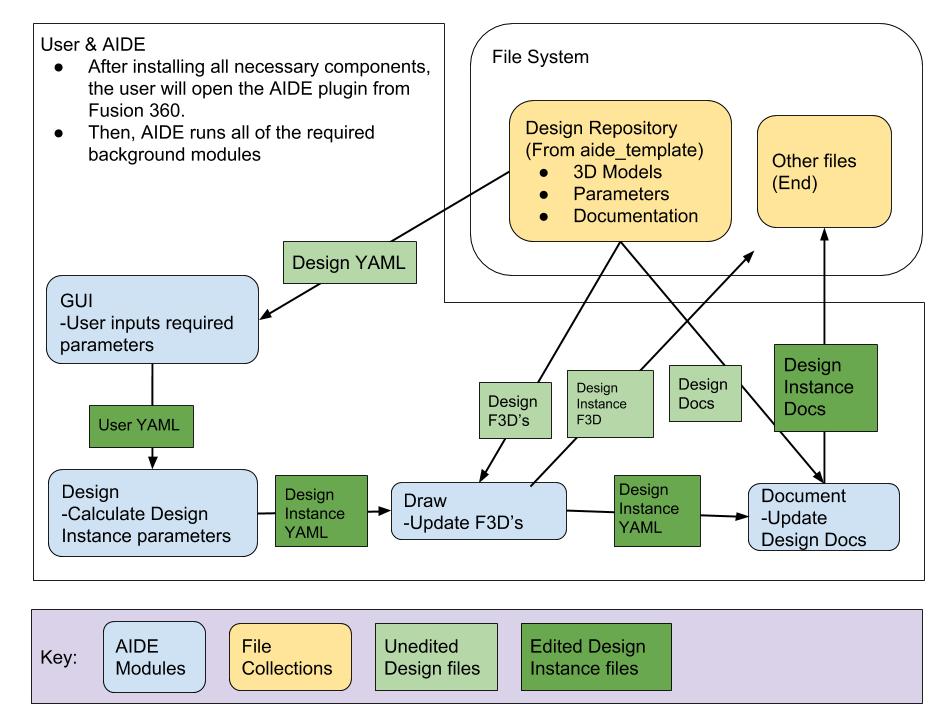 User & AIDE
● After installing all necessary components,
the user will open the AIDE plugin from
Fusion 360.
● Then, AIDE runs all of the required
background modules
File System
Design Repository
(From aide_template)
● 3D Models
● Parameters
● Documentation
Other files
(End)
Design YAML
GUI
-User inputs required
parameters
User YAML
Design
F3D's
Design
Instance
F3D
Design
Docs
Design
Instance
Docs
Design
-Calculate Design
Instance parameters
Design
Instance
YAML
Draw
-Update F3D's
Design
Instance
YAML
Document
-Update
Design Docs
Key:
AIDE
Modules
File
Collections
Unedited
Design files
Edited Design
Instance files